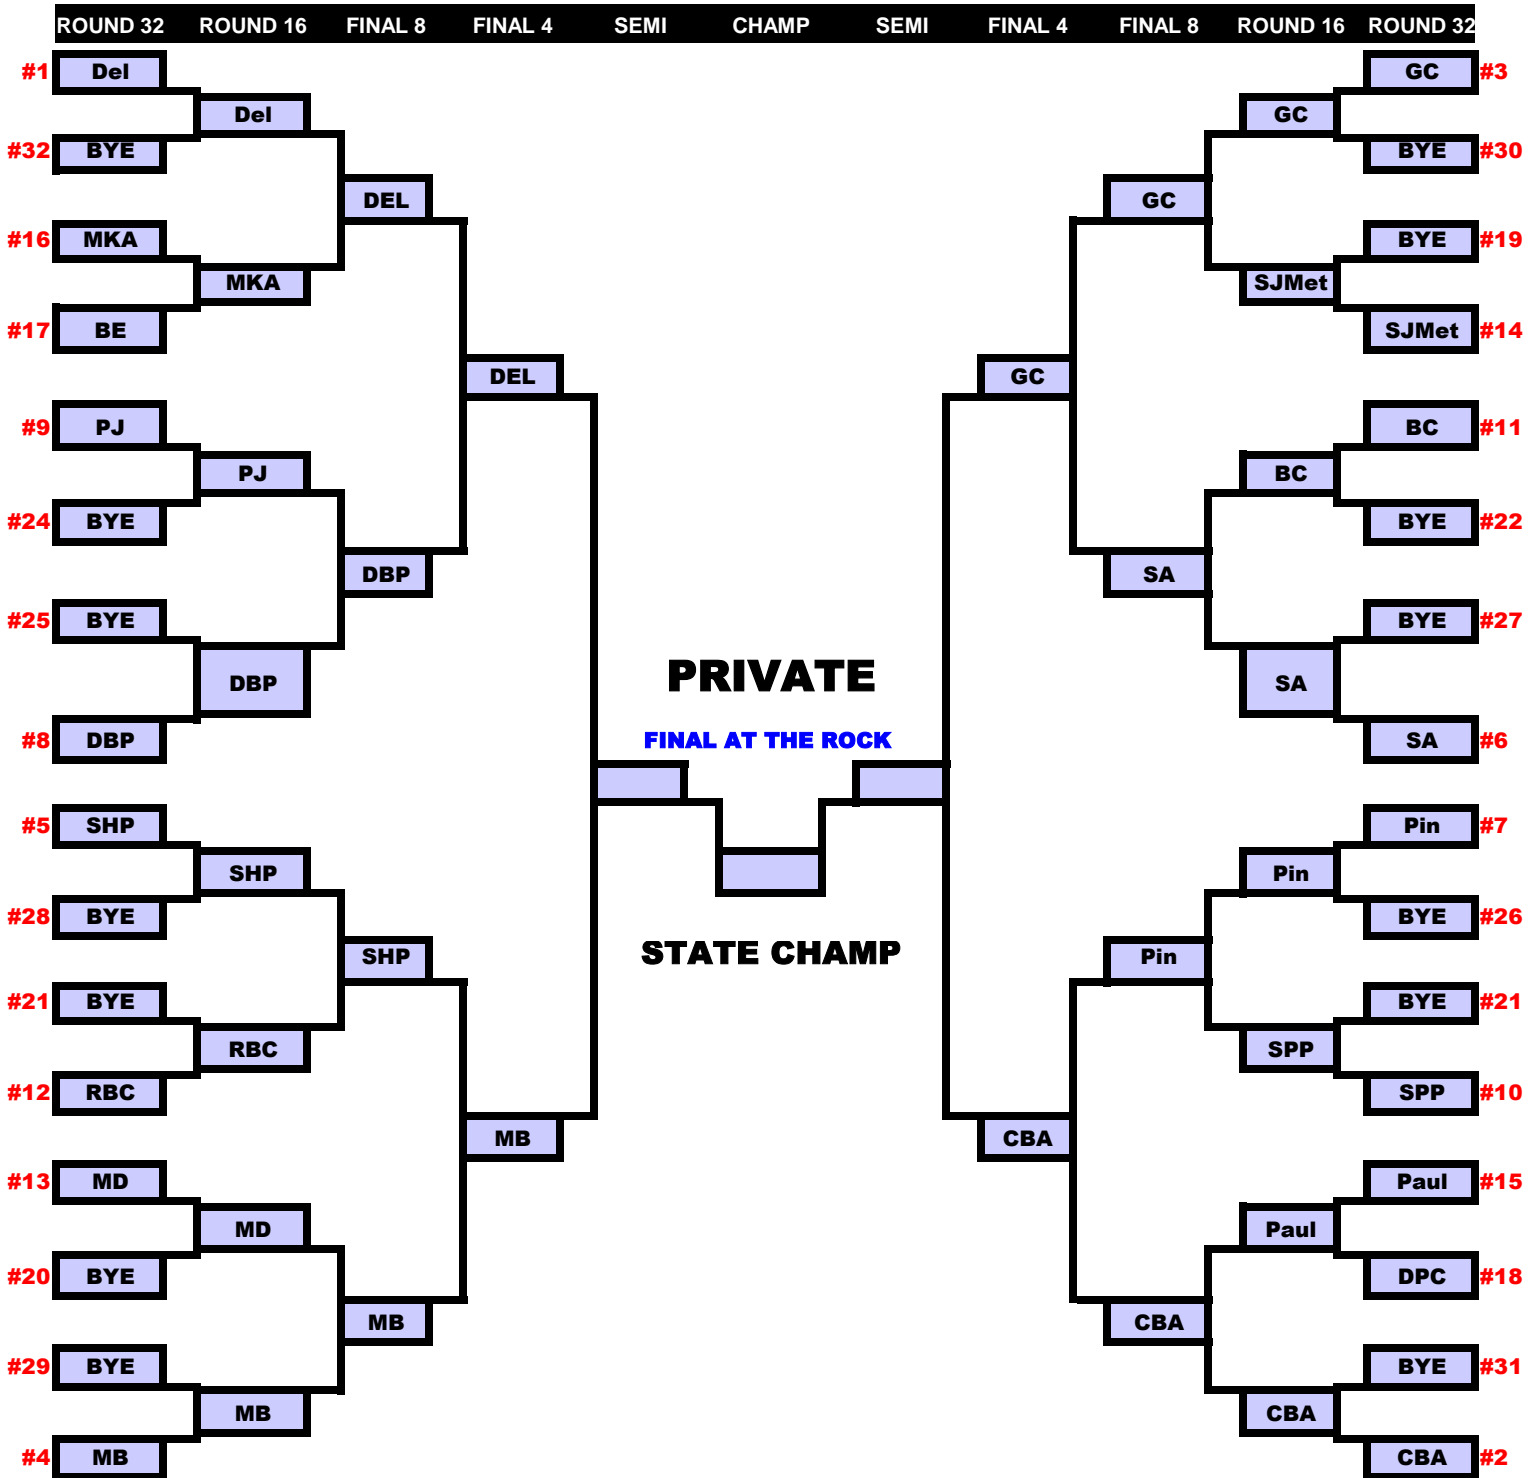 ROUND 32 ROUND 16 FINAL 8 FINAL 4 SEMI CHAMP SEMI FINAL 4 FINAL 8 ROUND 16 ROUND 32
#1 Del GC #3
Del GC
#32 BYE BYE #30
DEL GC
#16 MKA BYE #19
MKA SJMet
#17 BE SJMet #14
DEL GC
#9 PJ BC #11
PJ BC
#24 BYE BYE #22
DBP SA
#25 BYE BYE #27
PRIVATE
DBP SA
#8 DBP FINAL AT THE ROCK SA #6
#5 SHP Pin #7
SHP Pin
#28 BYE BYE #26
STATE CHAMP
SHP Pin
#21 BYE BYE #21
RBC SPP
#12 RBC SPP #10
MB CBA
#13 MD Paul #15
MD Paul
#20 BYE DPC #18
MB CBA
#29 BYE BYE #31
MB CBA
#4 MB CBA #2